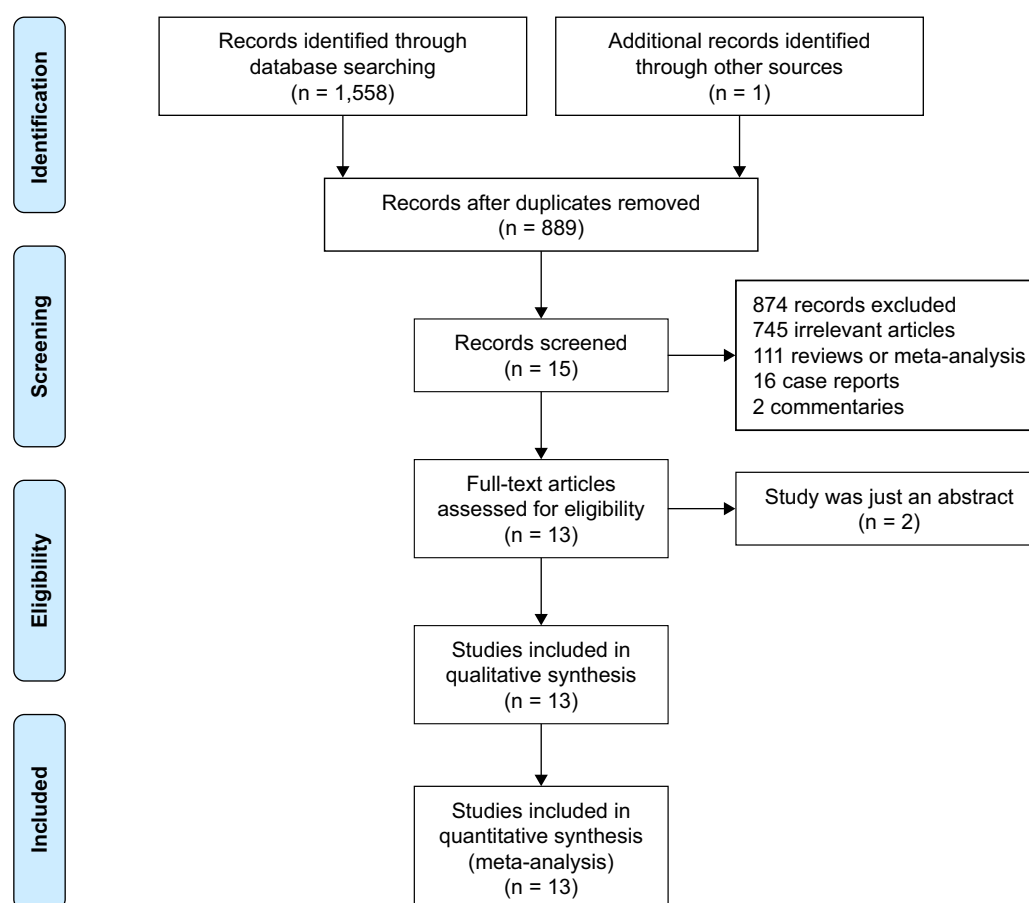 Identification
Records identified through
database searching
(n = 1,558)
Additional records identified
through other sources
(n = 1)
Records after duplicates removed
(n = 889)
Screening
Records screened
(n = 15)
874 records excluded
745 irrelevant articles
111 reviews or meta-analysis
16 case reports
2 commentaries
Eligibility
Full-text articles
assessed for eligibility
(n = 13)
Study was just an abstract
(n = 2)
Studies included in
qualitative synthesis
(n = 13)
Included
Studies included in
quantitative synthesis
(meta-analysis)
(n = 13)